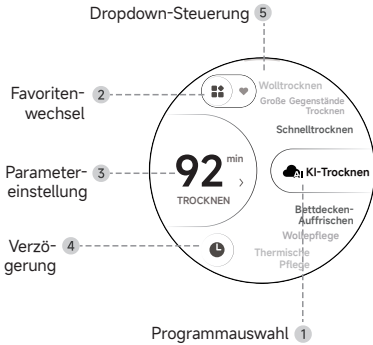 Dropdown-Steuerung 5
Favoriten-
wechsel
2
Wolltrocknen
Große Gegenstände
Trocknen
Schnelltrocknen
Parameter-
einstellung
3
92 min
TROCKNEN
KI-Trocknen
Bettdecken-
Auffrischen
Wollepflege
Thermische
Pflege
Verzö-
gerung
4
Programmauswahl 1